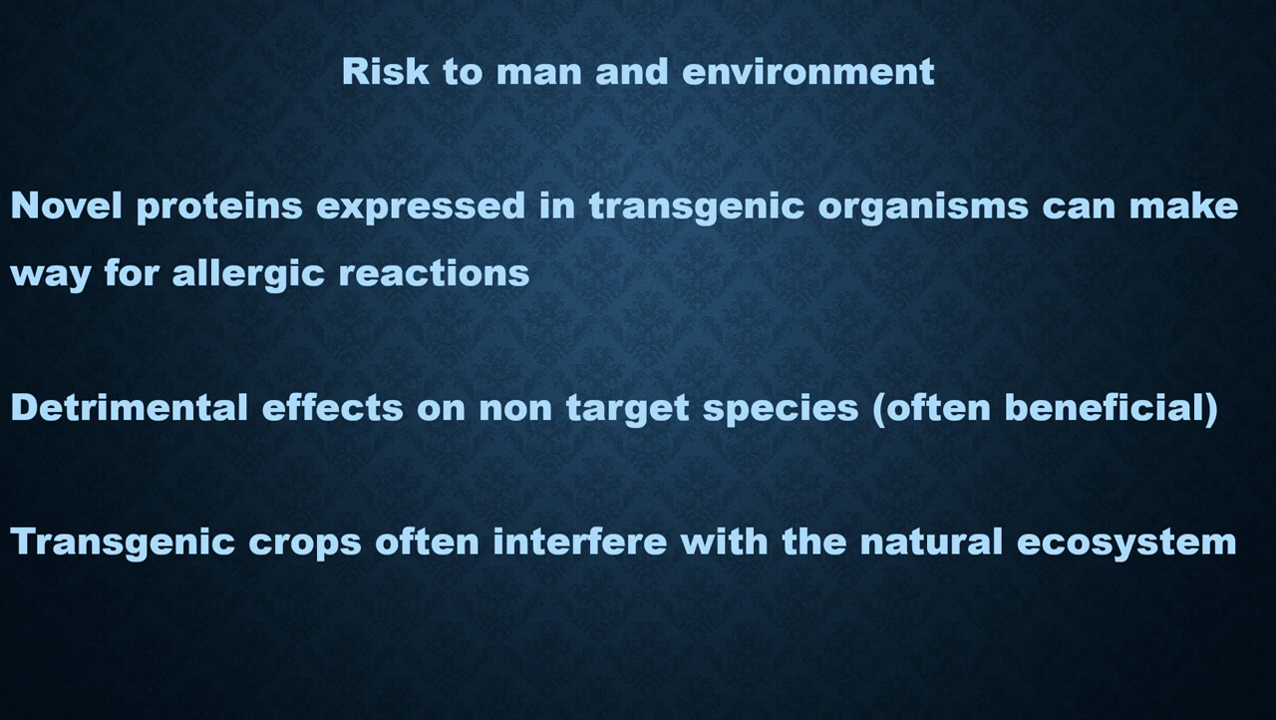 Risk to man and environment
Novel proteins expressed in transgenic organisms can make
way for allergic reactions
Detrimental effects on non target species (often beneficial)
Transgenic crops often interfere with the natural ecosystem